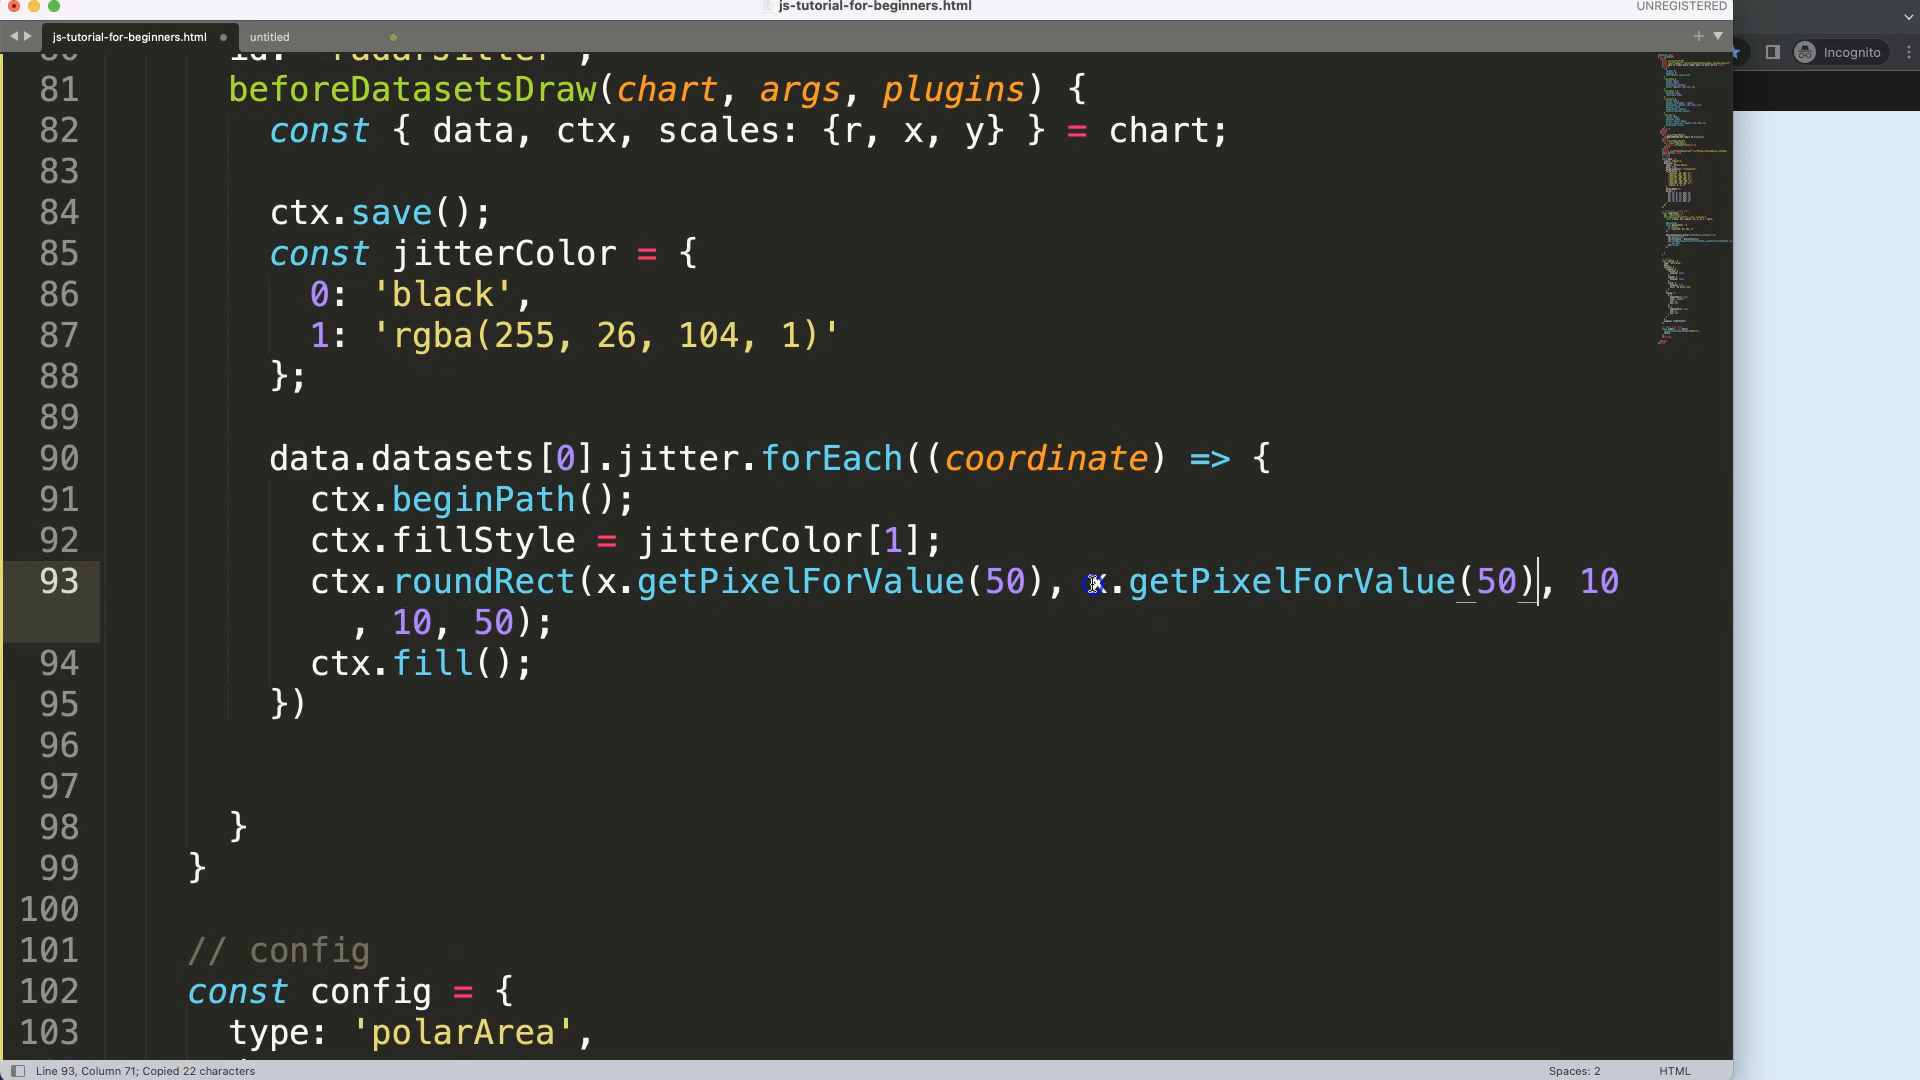 js-tutorial-for-beginners.html
UNREGISTERED
js-tutorial-for-beginners.html untitled
Incognito
81 beforeDatasetsDraw(chart, args, plugins) {
82 const { data, ctx, scales: {r, x, y} } = chart;
83
84 ctx.save();
85 const jitterColor = {
86 0: 'black',
87 1: 'rgba(255, 26, 104, 1)'
88 };
89
90 data.datasets[0].jitter.forEach((coordinate) => {
91 ctx.beginPath();
92 ctx.fillStyle = jitterColor[1];
93 ctx.roundRect(x.getPixelForValue(50), x.getPixelForValue(50), 10
, 10, 50);
94 ctx.fill();
95 })
96
97
98 }
99 }
100
101 // config
102 const config = {
103 type: 'polarArea',
Line 93, Column 71; Copied 22 characters
Spaces: 2 HTML